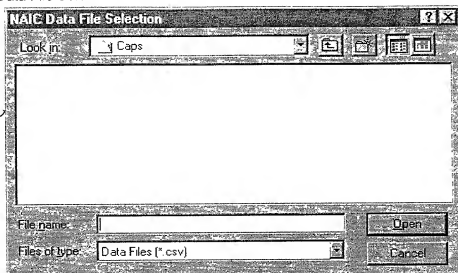 NAIC Data File Selection
Look in: Caps
File name:
Open
Files of type: Data Files (*.csv)
Cancel